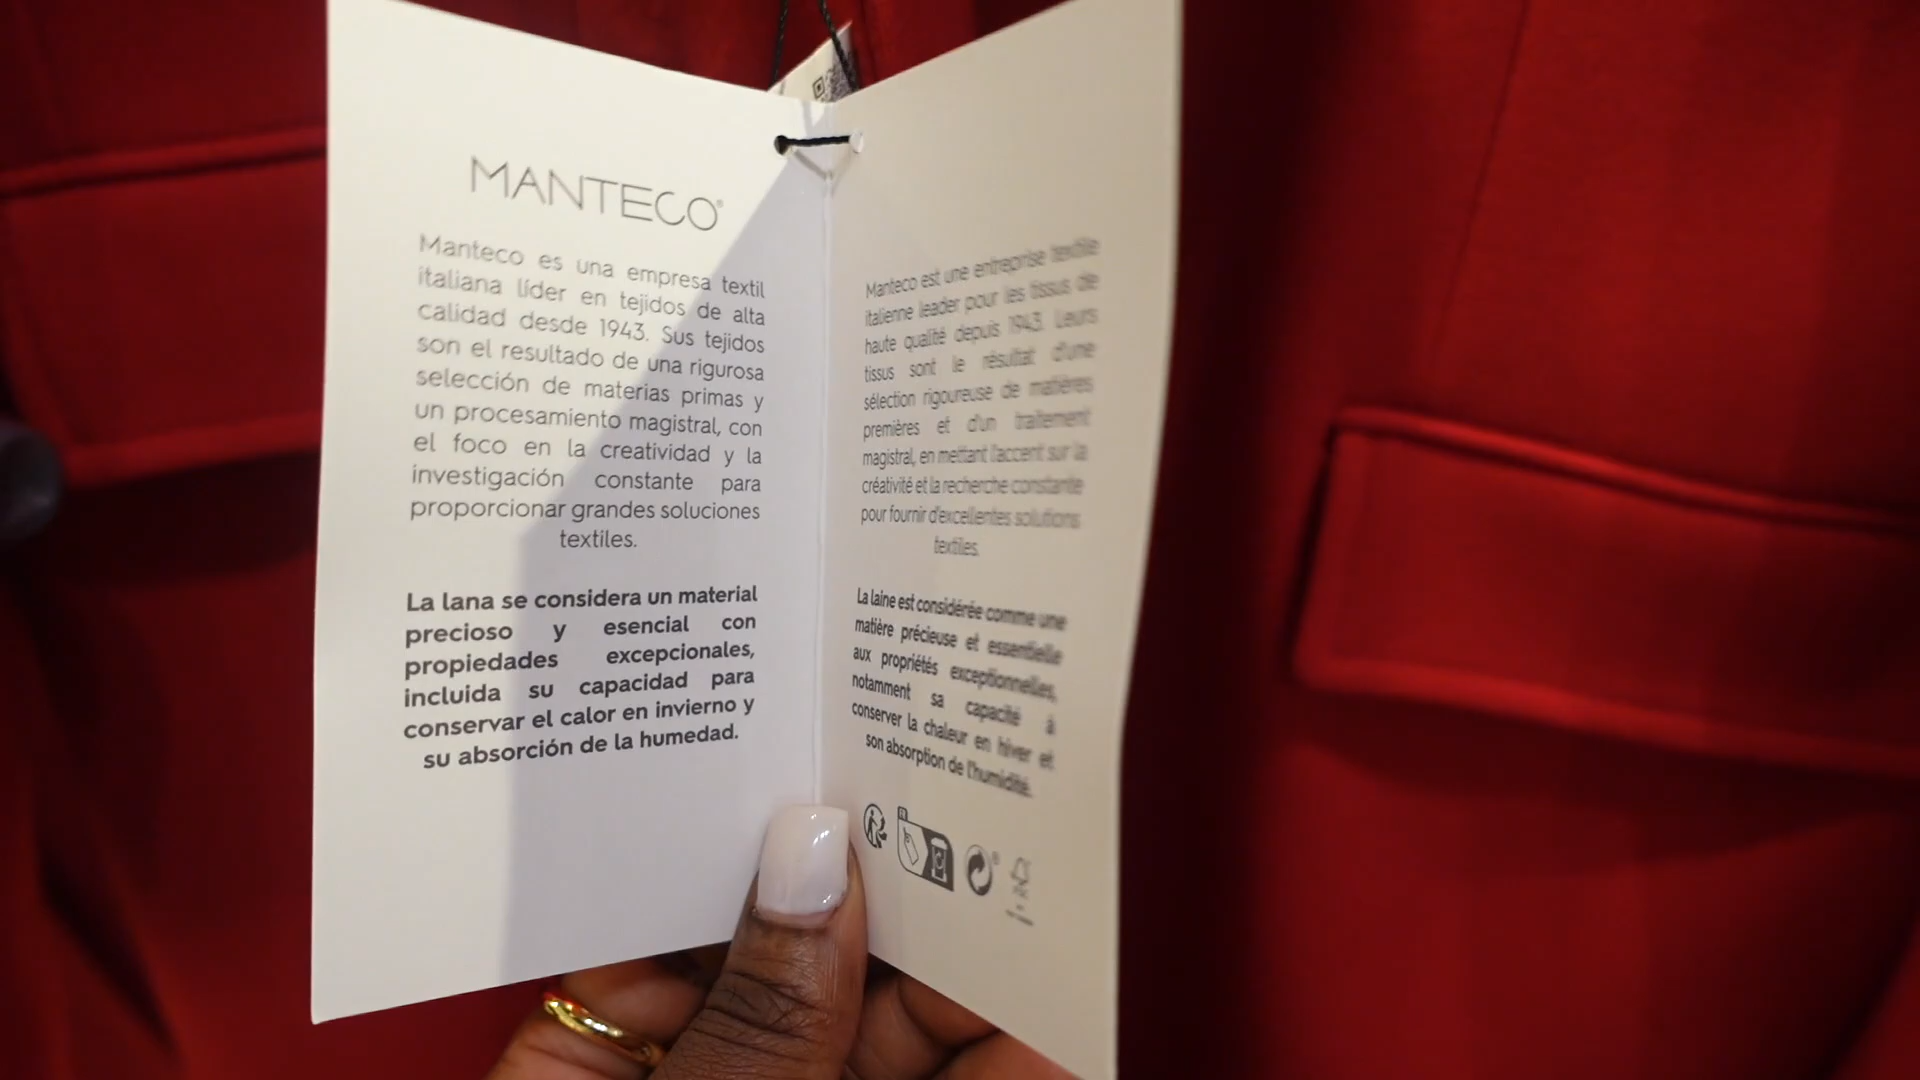 MANTECO®
Manteco es una empresa textil
italiana líder en tejidos de alta
calidad desde 1943. Sus tejidos
son el resultado de una rigurosa
selección de materias primas y
un procesamiento magistral, con
el foco en la creatividad y la
investigación constante para
proporcionar grandes soluciones
textiles.
La lana se considera un material
precioso y esencial con
propiedades excepcionales,
incluida su capacidad para
conservar el calor en invierno y
su absorción de la humedad.
Manteco est une entreprise textile
italienne leader pour les tissus de
haute qualité depuis 1943. Leurs
tissus sont le résultat d'une
sélection rigoureuse de matières
premières et d'un traitement
magistral, en mettant l'accent sur la
créativité et la recherche constante
pour fournir d'excellentes solutions
textiles.
La laine est considérée comme une
matière précieuse et essentielle
aux propriétés exceptionnelles,
notamment sa capacité à
conserver la chaleur en hiver et
son absorption de l'humidité.